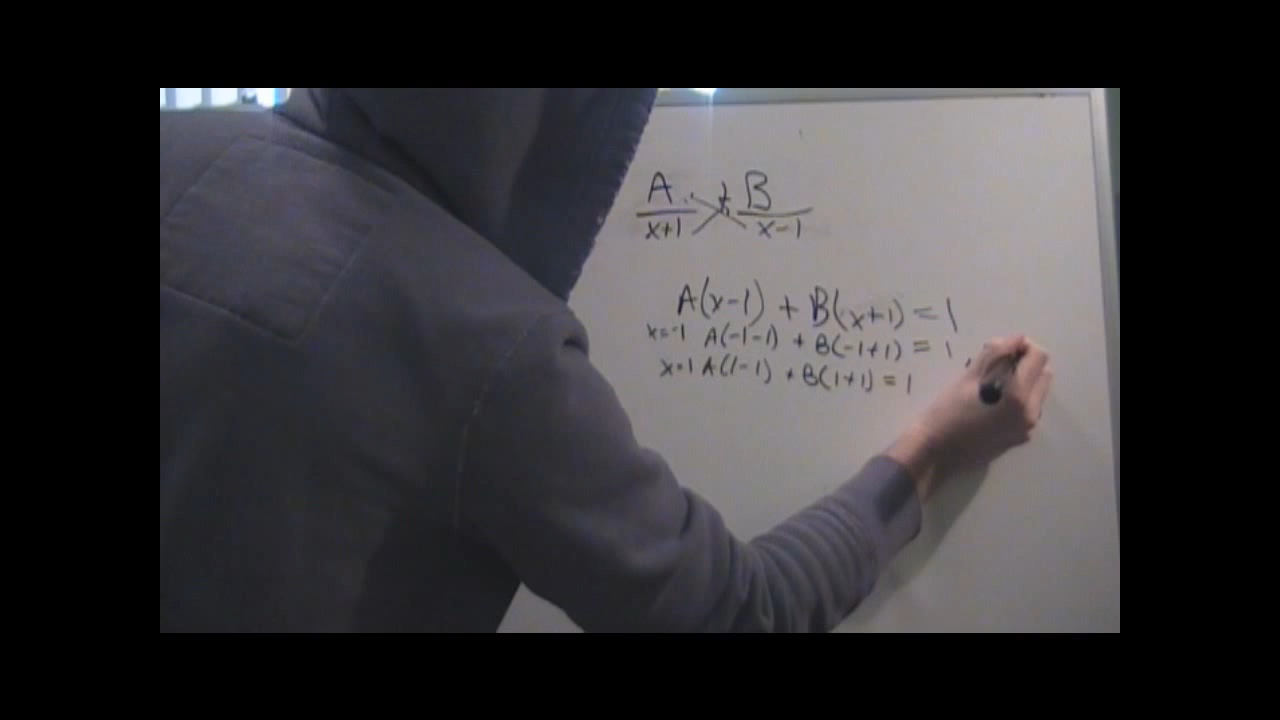 A + B
x+1 x-1
A(x-1) + B(x+1) = 1
x=-1 A(-1-1) + B(-1+1) = 1
x=1 A(1-1) + B(1+1) = 1